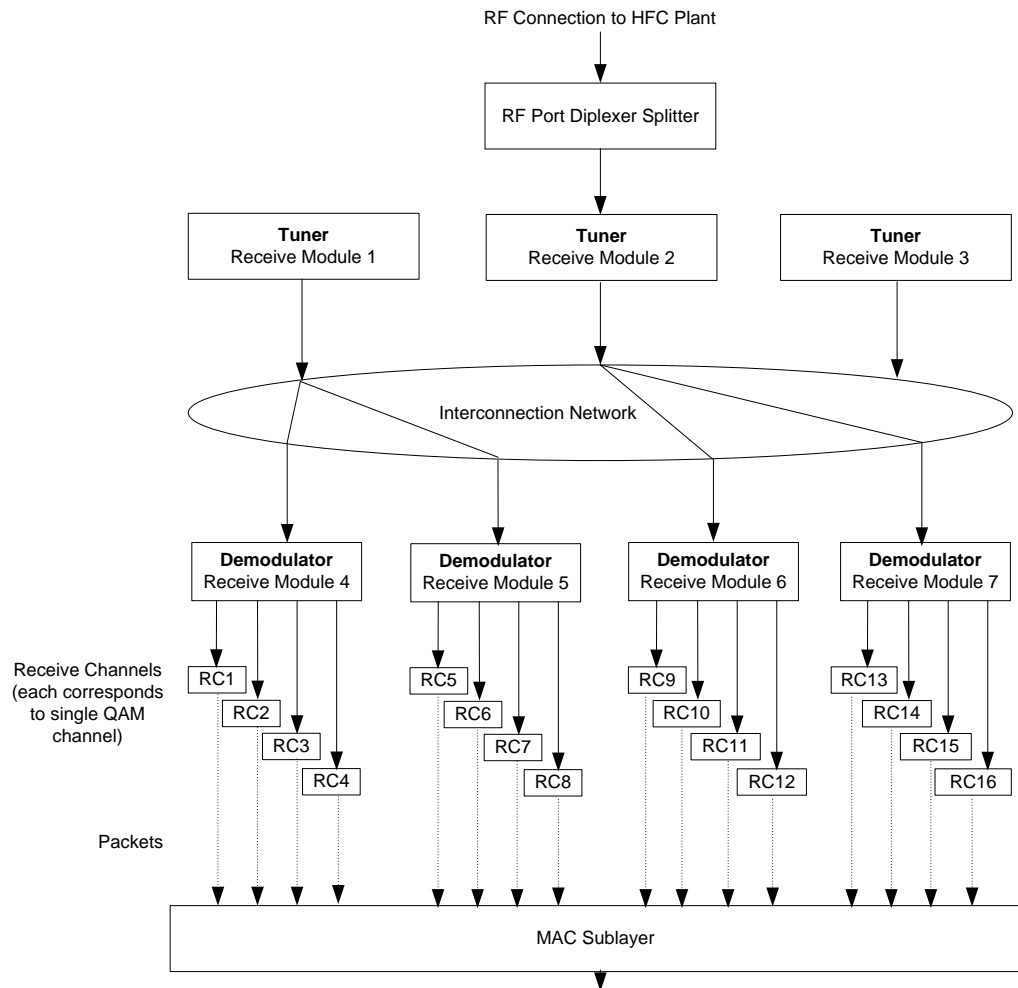 RF Connection to HFC Plant
RF Port Diplexer Splitter
Tuner
Receive Module 1
Tuner
Receive Module 2
Tuner
Receive Module 3
Interconnection Network
Demodulator
Receive Module 4
Demodulator
Receive Module 5
Demodulator
Receive Module 6
Demodulator
Receive Module 7
Receive Channels
(each corresponds
to single QAM
channel)
RC1
RC2
RC3
RC4
RC5
RC6
RC7
RC8
RC9
RC10
RC11
RC12
RC13
RC14
RC15
RC16
Packets
MAC Sublayer